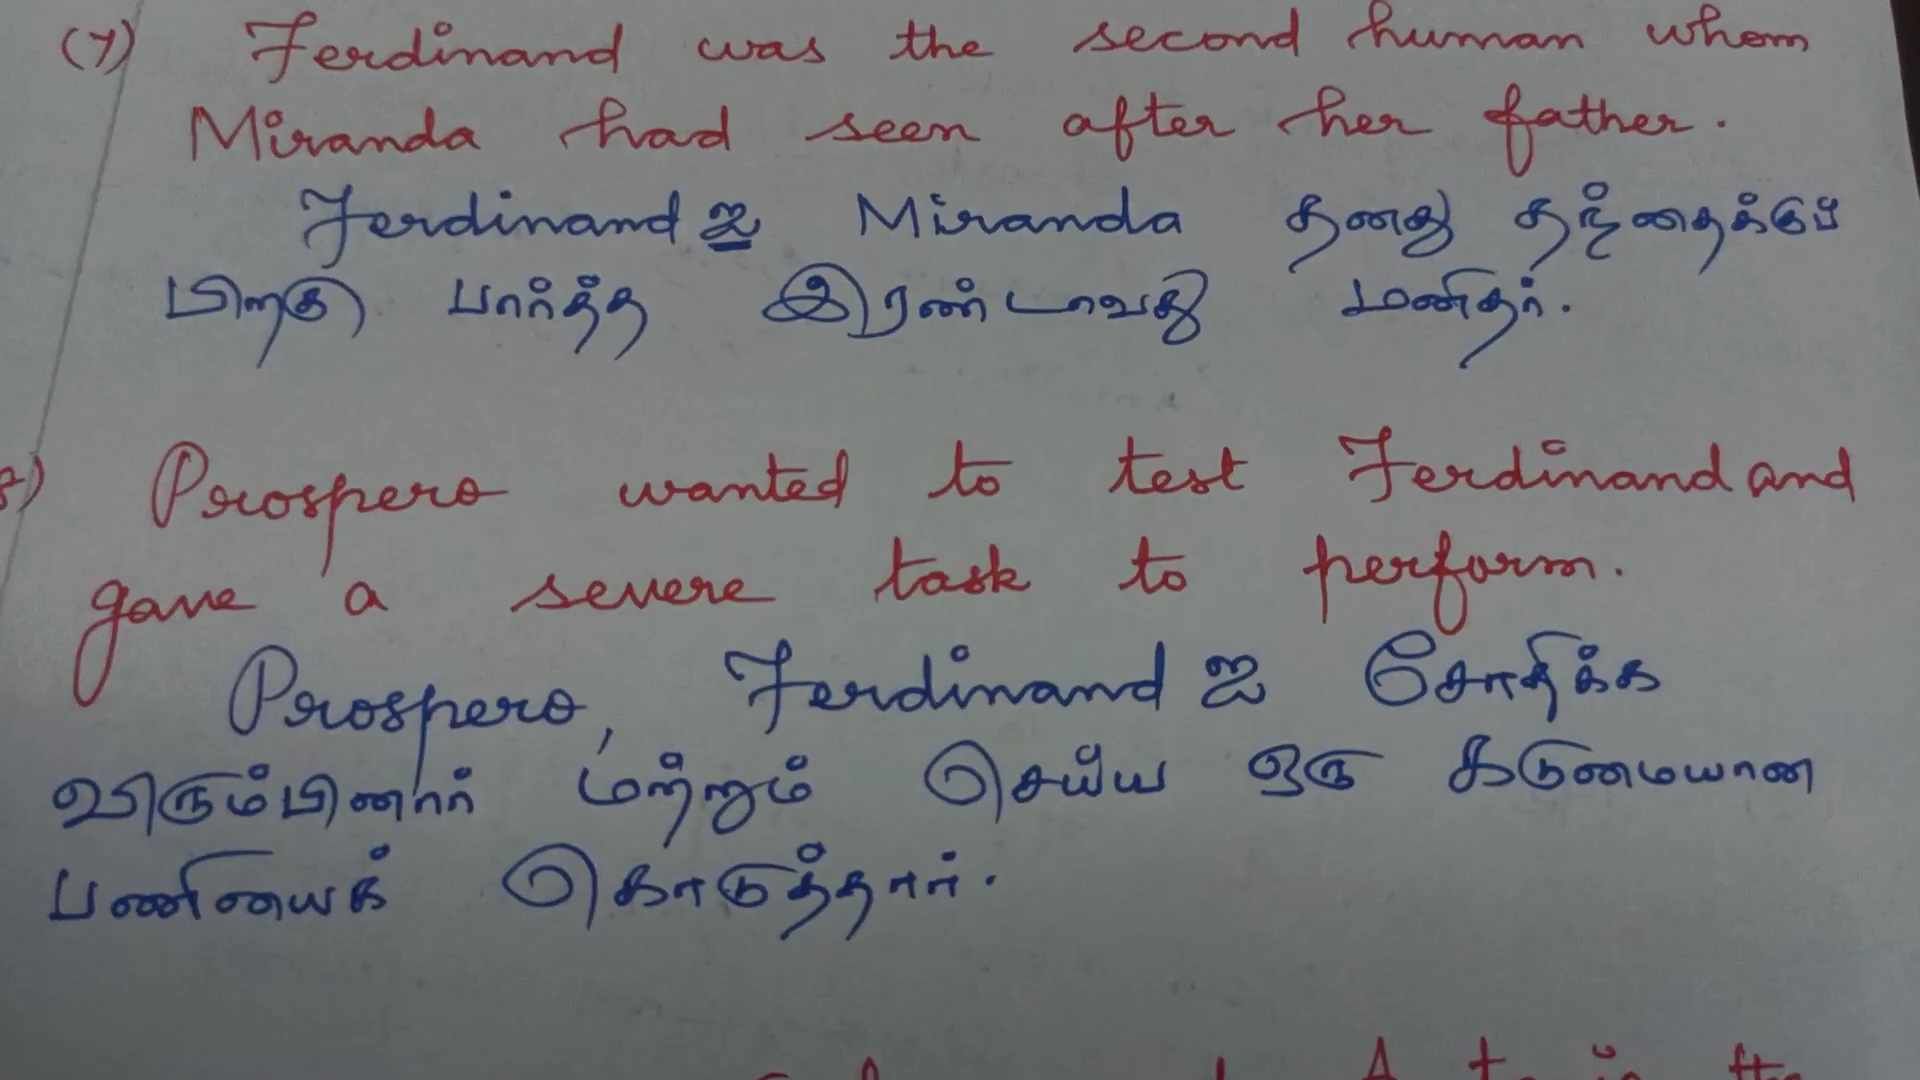 (7) Ferdinand was the second human whom
Miranda had seen after her father.
Ferdinand ஐ Miranda தனது தந்தைக்குப்
பிறகு பார்த்த இரண்டாவது மனிதர்.
8) Prospero wanted to test Ferdinand and
gave a severe task to perform.
Prospero, Ferdinand ஐ சோதிக்க
விரும்பினார் மற்றும் செய்ய ஒரு கடுமையான
பணியைக் கொடுத்தார்.